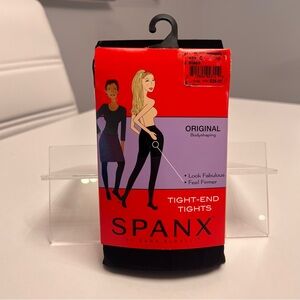 ORIGINAL
Bodyshaping
• Look Fabulous
• Feel Firmer
TIGHT-END
TIGHTS
SPANX